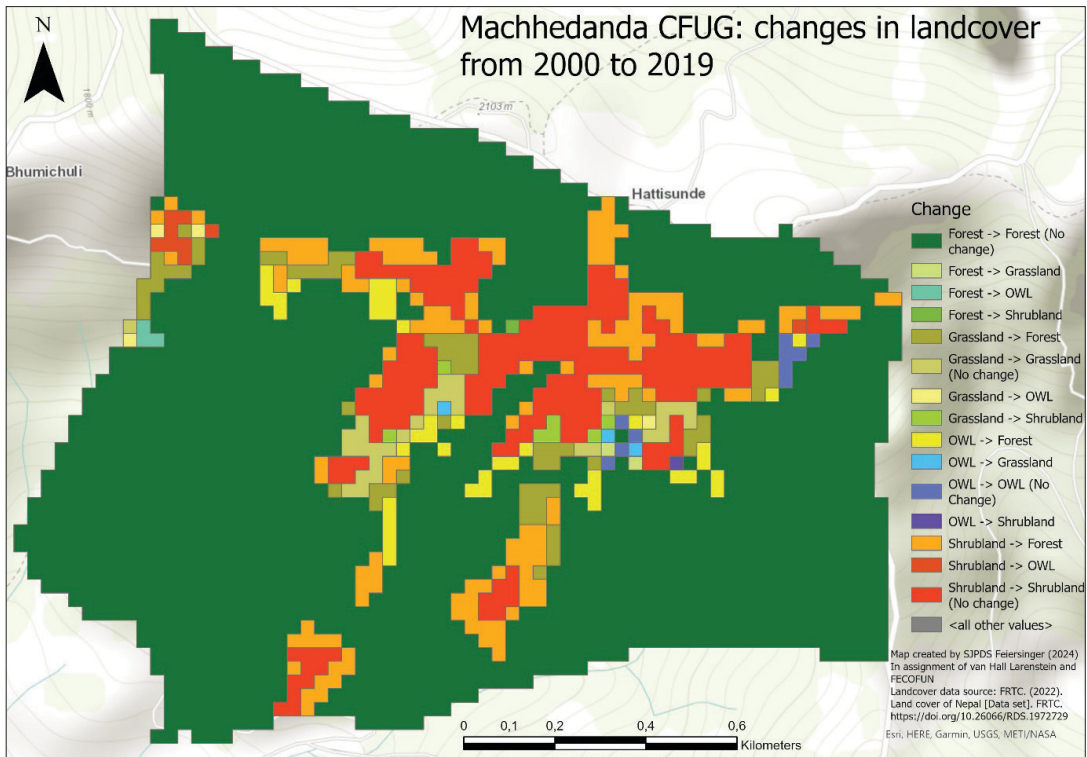 Machhedanda CFUG: changes in landcover
from 2000 to 2019
N
1800 m
2103 m
Bhumichuli
Hattisunde
Change
Forest -> Forest (No
change)
Forest -> Grassland
Forest -> OWL
Forest -> Shrubland
Grassland -> Forest
Grassland -> Grassland
(No change)
Grassland -> OWL
Grassland -> Shrubland
OWL -> Forest
OWL -> Grassland
OWL -> OWL (No
Change)
OWL -> Shrubland
Shrubland -> Forest
Shrubland -> OWL
Shrubland -> Shrubland
(No change)
<all other values>
Map created by SJPDS Feiersinger (2024)
In assignment of van Hall Larenstein and
FECOFUN
Landcover data source: FRTC. (2022).
Land cover of Nepal [Data set]. FRTC.
https://doi.org/10.26066/RDS.1972729
Esri, HERE, Garmin, USGS, METI/NASA
0 0,1 0,2 0,4 0,6
Kilometers